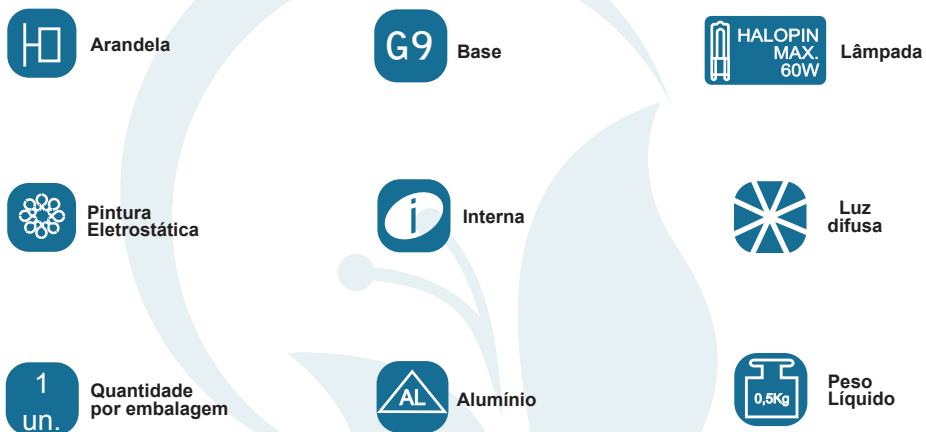 Arandela
G9
Base
HALOPIN
MAX.
60W
Lâmpada
Pintura
Eletrostática
i
Interna
Luz
difusa
1
un.
Quantidade
por embalagem
AL
Alumínio
0,5Kg
Peso
Líquido